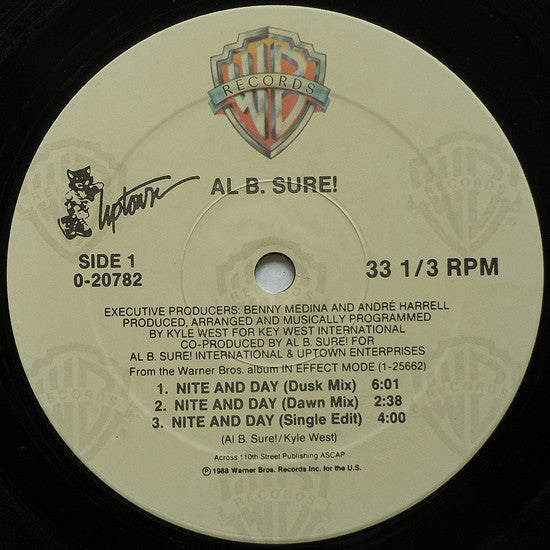 WB
RECORDS
Uptown
AL B. SURE!
SIDE 1
0-20782
33 1/3 RPM
EXECUTIVE PRODUCERS: BENNY MEDINA AND ANDRÉ HARRELL
PRODUCED, ARRANGED AND MUSICALLY PROGRAMMED
BY KYLE WEST FOR KEY WEST INTERNATIONAL
CO-PRODUCED BY AL B. SURE! FOR
AL B. SURE! INTERNATIONAL & UPTOWN ENTERPRISES
From the Warner Bros. album IN EFFECT MODE (1-25662)
1. NITE AND DAY (Dusk Mix) 6:01
2. NITE AND DAY (Dawn Mix) 2:38
3. NITE AND DAY (Single Edit) 4:00
(Al B. Sure!/Kyle West)
Across 110th Street Publishing ASCAP
℗ 1988 Warner Bros. Records Inc. for the U.S.